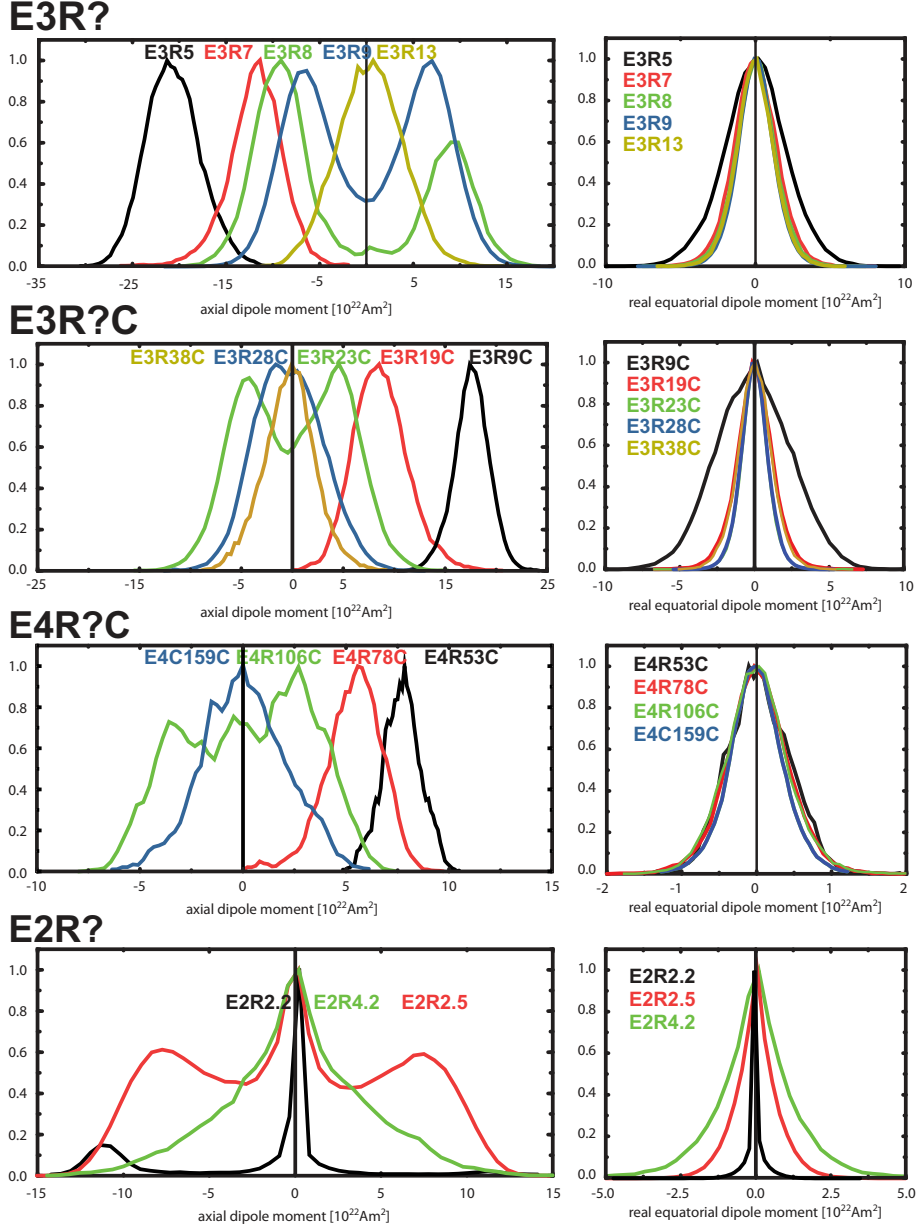 E3R?
E3R5 E3R7 E3R8 E3R9 E3R13
1.0
0.8
0.6
0.4
0.2
0.0
-35 -25 -15 -5 5 15
axial dipole moment [10²²Am²]
E3R5
E3R7
E3R8
E3R9
E3R13
1.0
0.8
0.6
0.4
0.2
0.0
-10 0 10
real equatorial dipole moment [10²²Am²]
E3R?C
E3R38C E3R28C E3R23C E3R19C E3R9C
1.0
0.8
0.6
0.4
0.2
0.0
-25 -15 -5 0 5 15 25
axial dipole moment [10²²Am²]
E3R9C
E3R19C
E3R23C
E3R28C
E3R38C
1.0
0.8
0.6
0.4
0.2
0.0
-10 -5 0 5 10
real equatorial dipole moment [10²²Am²]
E4R?C
E4C159C E4R106C E4R78C E4R53C
1.0
0.8
0.6
0.4
0.2
0.0
-10 -5 0 5 10 15
axial dipole moment [10²²Am²]
E4R53C
E4R78C
E4R106C
E4C159C
1.0
0.8
0.6
0.4
0.2
0.0
-2 -1 0 1 2
real equatorial dipole moment [10²²Am²]
E2R?
E2R2.2 E2R4.2 E2R2.5
1.0
0.8
0.6
0.4
0.2
0.0
-15 -10 -5 0 5 10 15
axial dipole moment [10²²Am²]
E2R2.2
E2R2.5
E2R4.2
1.0
0.8
0.6
0.4
0.2
0.0
-5.0 -2.5 0.0 2.5 5.0
real equatorial dipole moment [10²²Am²]